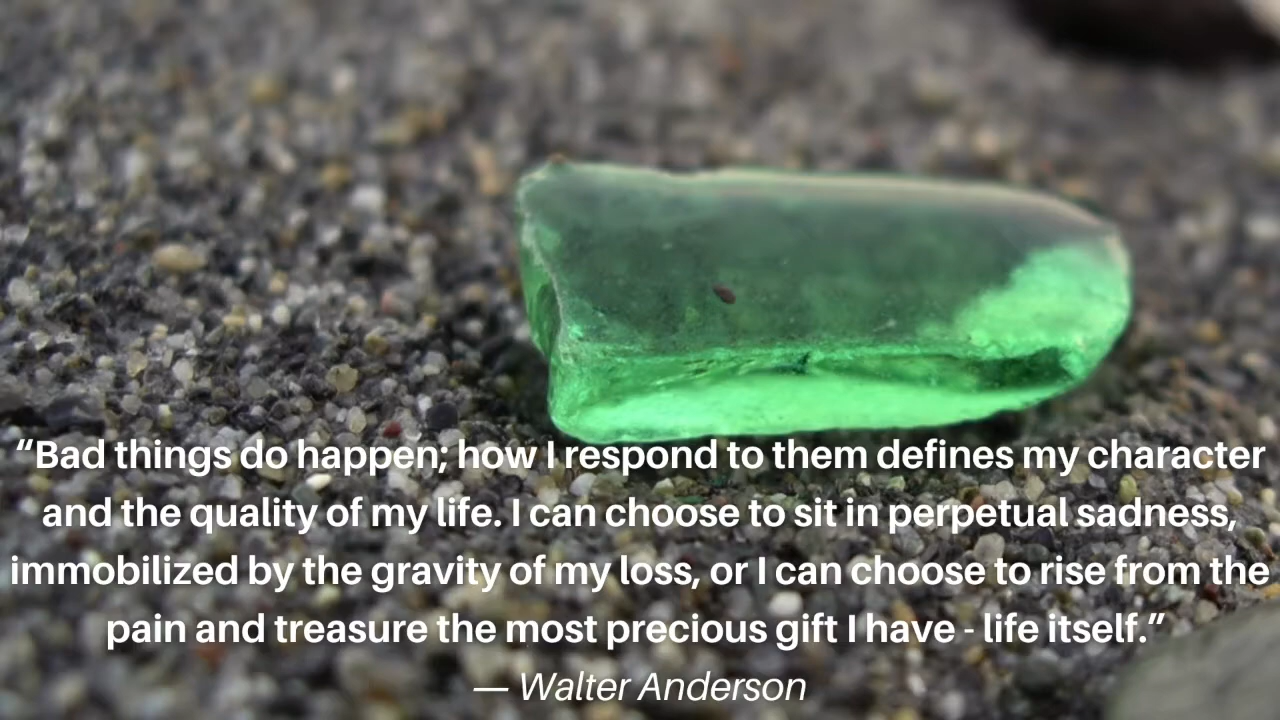 “Bad things do happen; how I respond to them defines my character
and the quality of my life. I can choose to sit in perpetual sadness,
immobilized by the gravity of my loss, or I can choose to rise from the
pain and treasure the most precious gift I have - life itself.”
— Walter Anderson